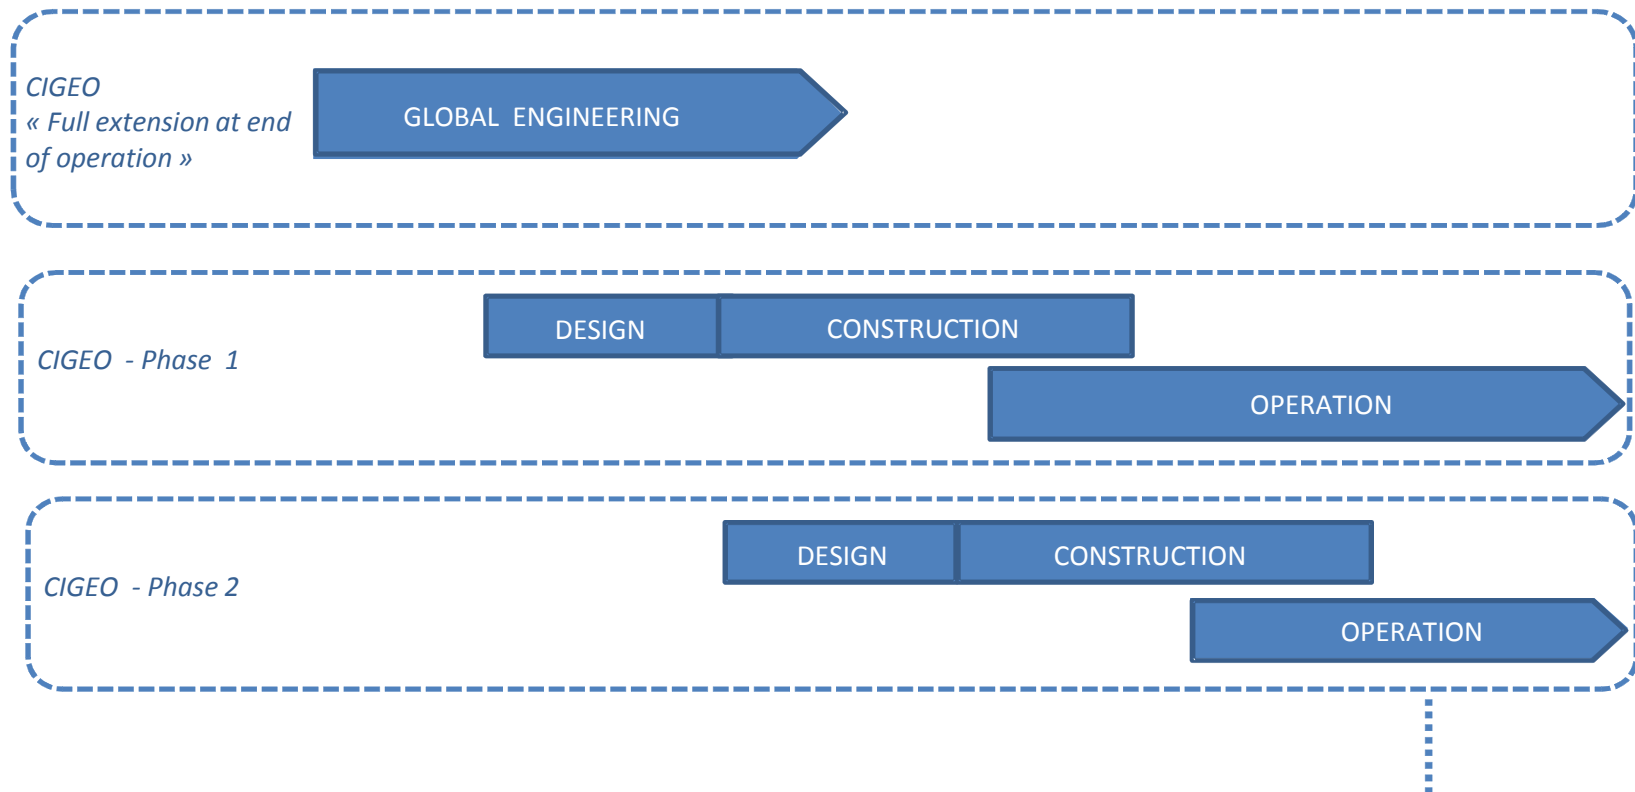 CIGEO
« Full extension at end
of operation »
GLOBAL ENGINEERING
CIGEO - Phase 1
DESIGN
CONSTRUCTION
OPERATION
CIGEO - Phase 2
DESIGN
CONSTRUCTION
OPERATION